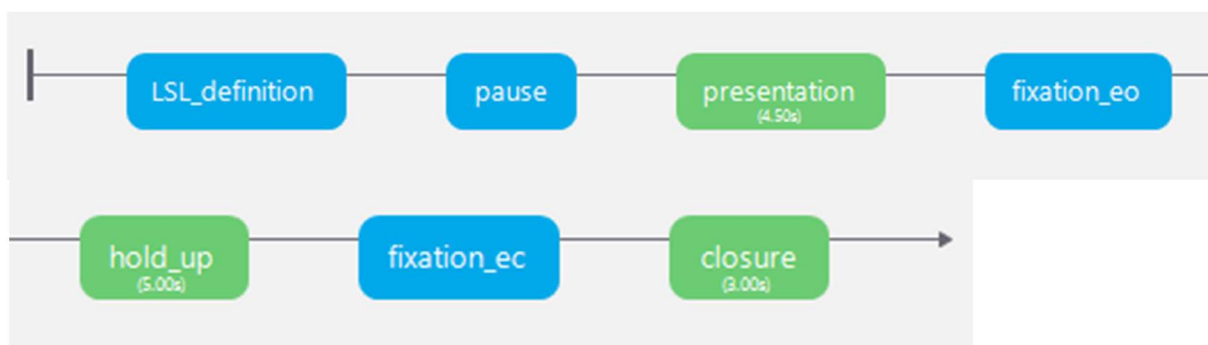 LSL_definition
pause
presentation
(4.50s)
fixation_eo
hold_up
(5.00s)
fixation_ec
closure
(3.00s)